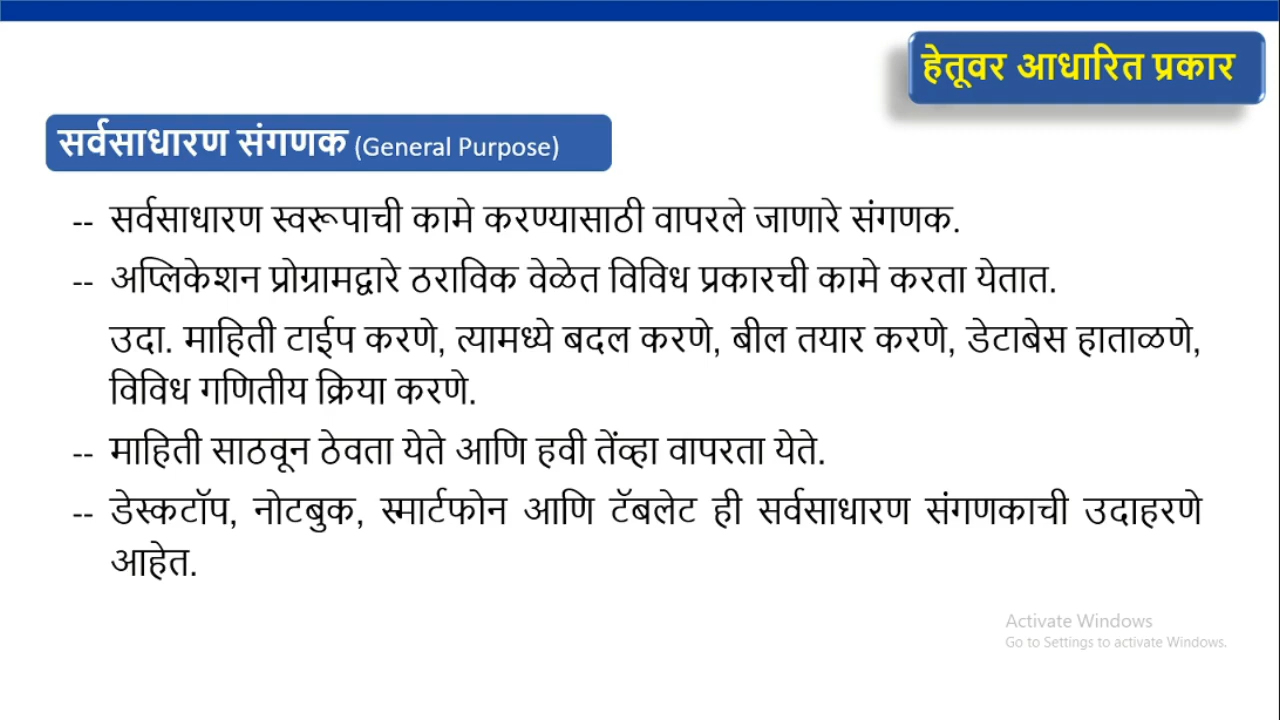 हेतूवर आधारित प्रकार
सर्वसाधारण संगणक (General Purpose)
-- सर्वसाधारण स्वरूपाची कामे करण्यासाठी वापरले जाणारे संगणक.
-- अप्लिकेशन प्रोग्रामद्वारे ठराविक वेळेत विविध प्रकारची कामे करता येतात.
उदा. माहिती टाईप करणे, त्यामध्ये बदल करणे, बील तयार करणे, डेटाबेस हाताळणे,
विविध गणितीय क्रिया करणे.
-- माहिती साठवून ठेवता येते आणि हवी तेंव्हा वापरता येते.
-- डेस्कटॉप, नोटबुक, स्मार्टफोन आणि टॅबलेट ही सर्वसाधारण संगणकाची उदाहरणे
आहेत.
Activate Windows
Go to Settings to activate Windows.